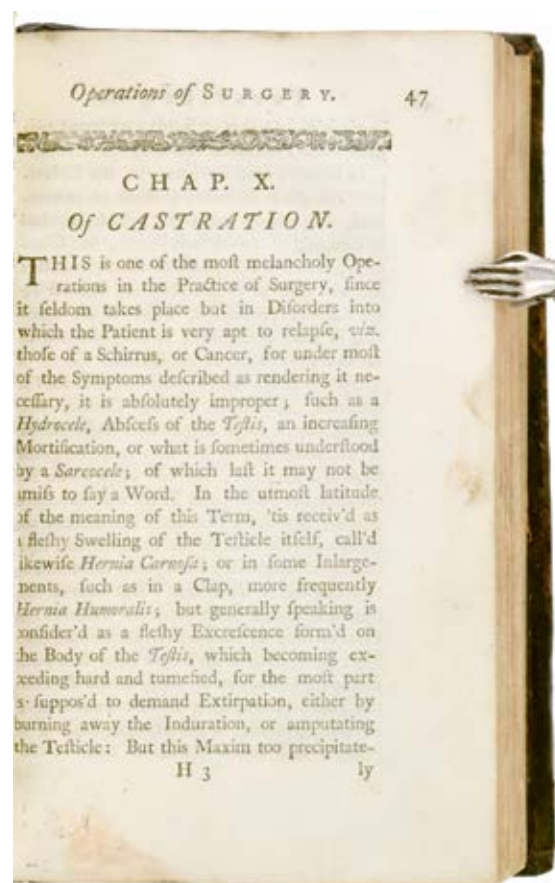 Operations of SURGERY. 47
CHAP. X.
Of CASTRATION.
THIS is one of the moſt melancholy Ope-
rations in the Practice of Surgery, ſince
it ſeldom takes place but in Diſorders into
which the Patient is very apt to relapſe, viz.
thoſe of a Schirrus, or Cancer, for under moſt
of the Symptoms deſcribed as rendering it ne-
ceſſary, it is abſolutely improper; ſuch as a
Hydrocele, Abſceſs of the Teſtis, an increaſing
Mortification, or what is ſometimes underſtood
by a Sarcocele; of which laſt it may not be
amiſs to ſay a Word. In the utmoſt latitude
of the meaning of this Term, 'tis receiv'd as
a fleſhy Swelling of the Teſticle itſelf, call'd
likewiſe Hernia Carnoſa; or in ſome Inlarge-
ments, ſuch as in a Clap, more frequently
Hernia Humoralis; but generally ſpeaking is
conſider'd as a fleſhy Excreſcence form'd on
the Body of the Teſtis, which becoming ex-
ceeding hard and tumefied, for the moſt part
is ſuppos'd to demand Extirpation, either by
burning away the Induration, or amputating
the Teſticle: But this Maxim too precipitate-
H 3 ly